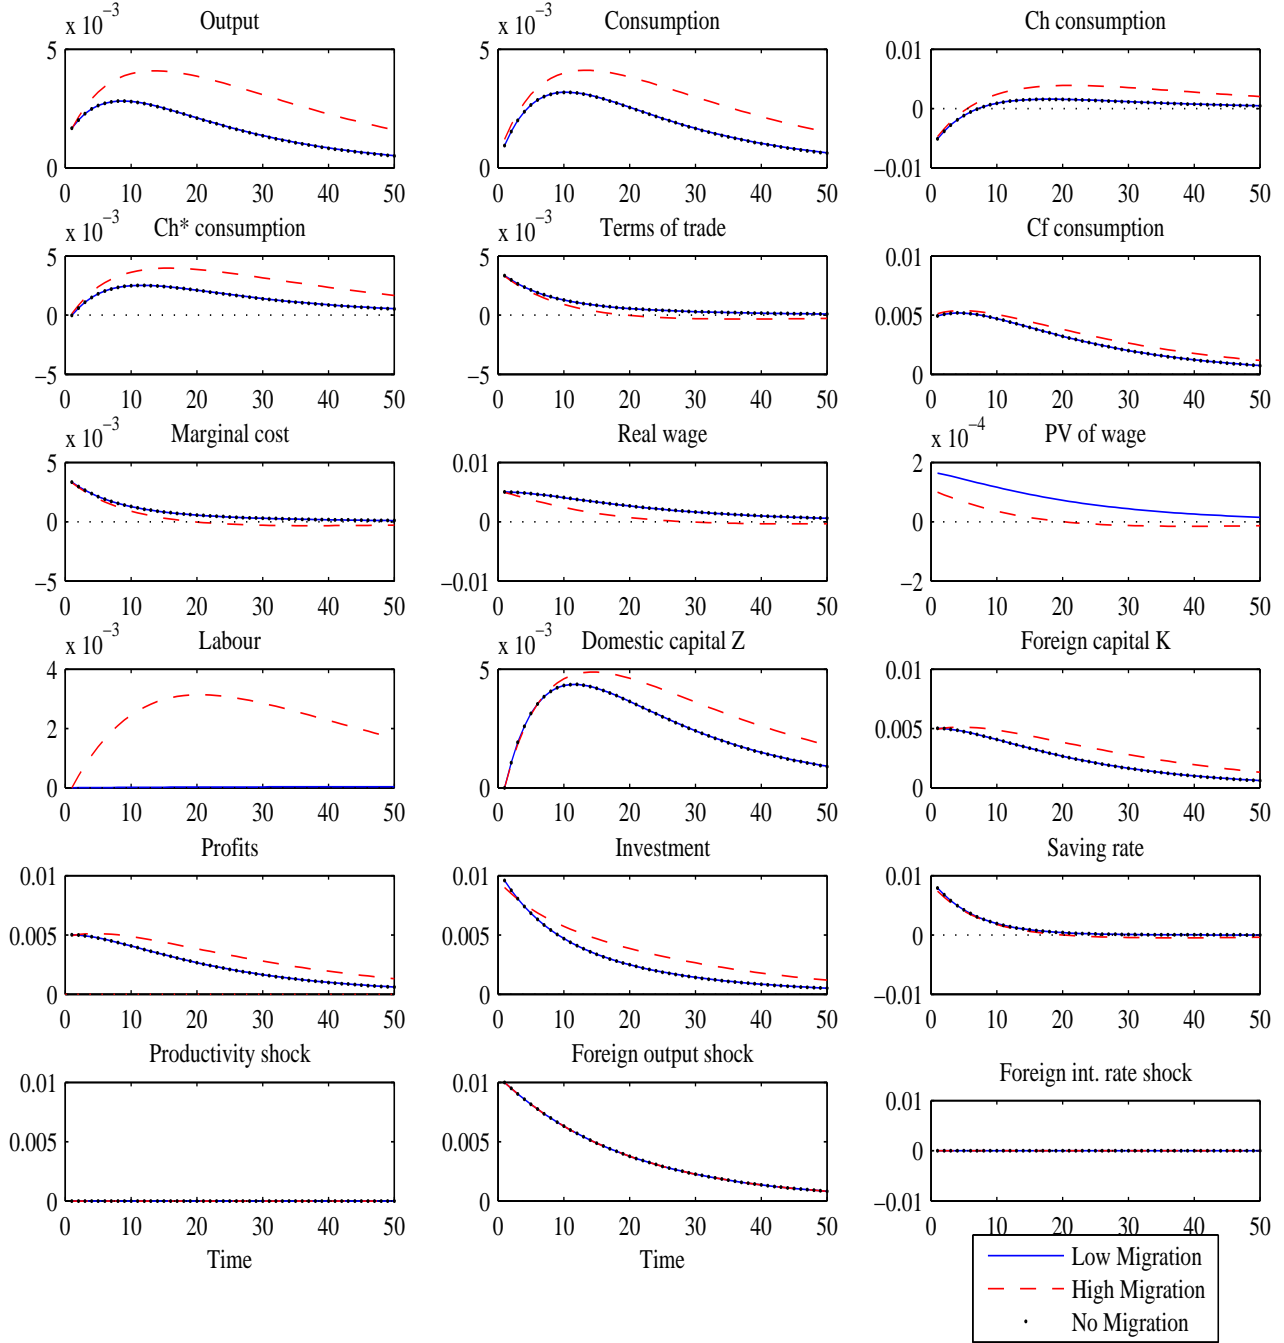 Output
Consumption
Ch consumption
x 10^-3
x 10^-3
5
0
5
0
0.01
0
−0.01
0 10 20 30 40 50
0 10 20 30 40 50
0 10 20 30 40 50
Ch* consumption
Terms of trade
Cf consumption
x 10^-3
x 10^-3
5
0
−5
5
0
−5
0.01
0.005
0
0 10 20 30 40 50
0 10 20 30 40 50
0 10 20 30 40 50
Marginal cost
Real wage
PV of wage
x 10^-3
x 10^-4
5
0
−5
0.01
0
−0.01
2
0
−2
0 10 20 30 40 50
0 10 20 30 40 50
0 10 20 30 40 50
Labour
Domestic capital Z
Foreign capital K
x 10^-3
x 10^-3
4
2
0
5
0
0.01
0.005
0
0 10 20 30 40 50
0 10 20 30 40 50
0 10 20 30 40 50
Profits
Investment
Saving rate
0.01
0.005
0
0.01
0.005
0
0.01
0
−0.01
0 10 20 30 40 50
0 10 20 30 40 50
0 10 20 30 40 50
Productivity shock
Foreign output shock
Foreign int. rate shock
0.01
0.005
0
0.01
0.005
0
0.01
0
−0.01
0 10 20 30 40 50
0 10 20 30 40 50
0 10 20 30 40 50
Time
Time
Low Migration
High Migration
No Migration